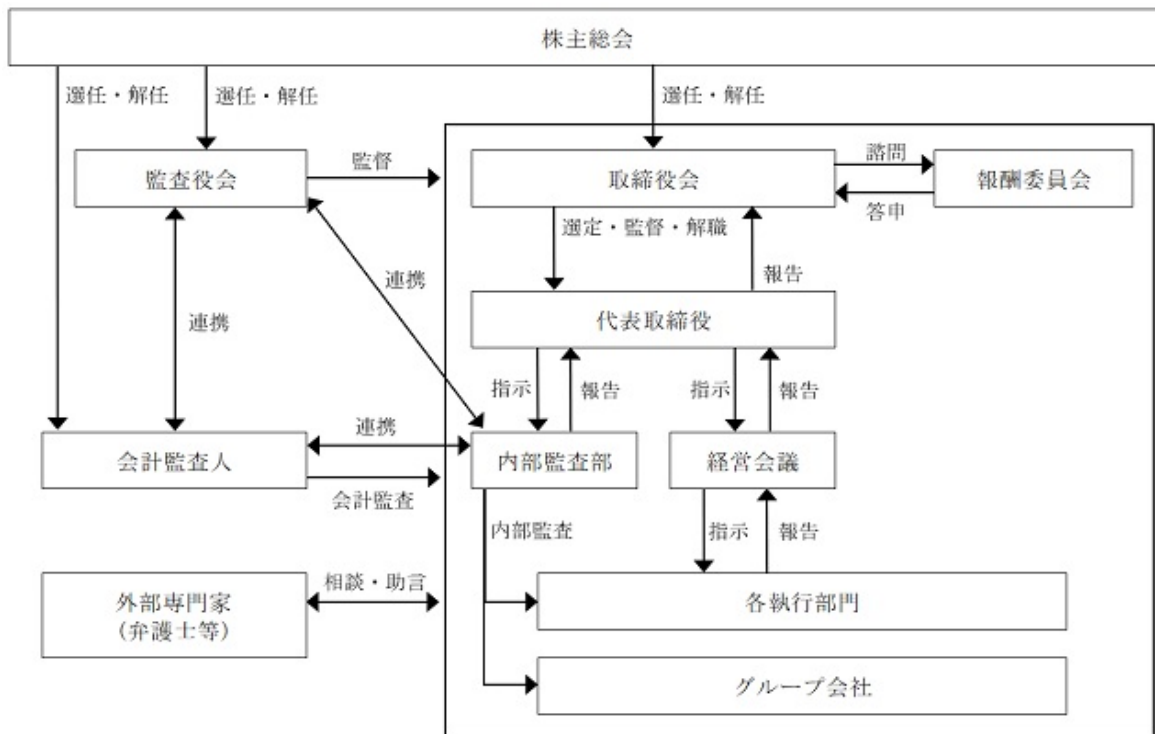 株主総会
選任・解任
選任・解任
選任・解任
監査役会
監督
取締役会
諮問
答申
報酬委員会
選定・監督・解職
報告
連携
連携
代表取締役
指示
報告
指示
報告
会計監査人
連携
会計監査
内部監査部
経営会議
内部監査
指示
報告
外部専門家
(弁護士等)
相談・助言
各執行部門
グループ会社